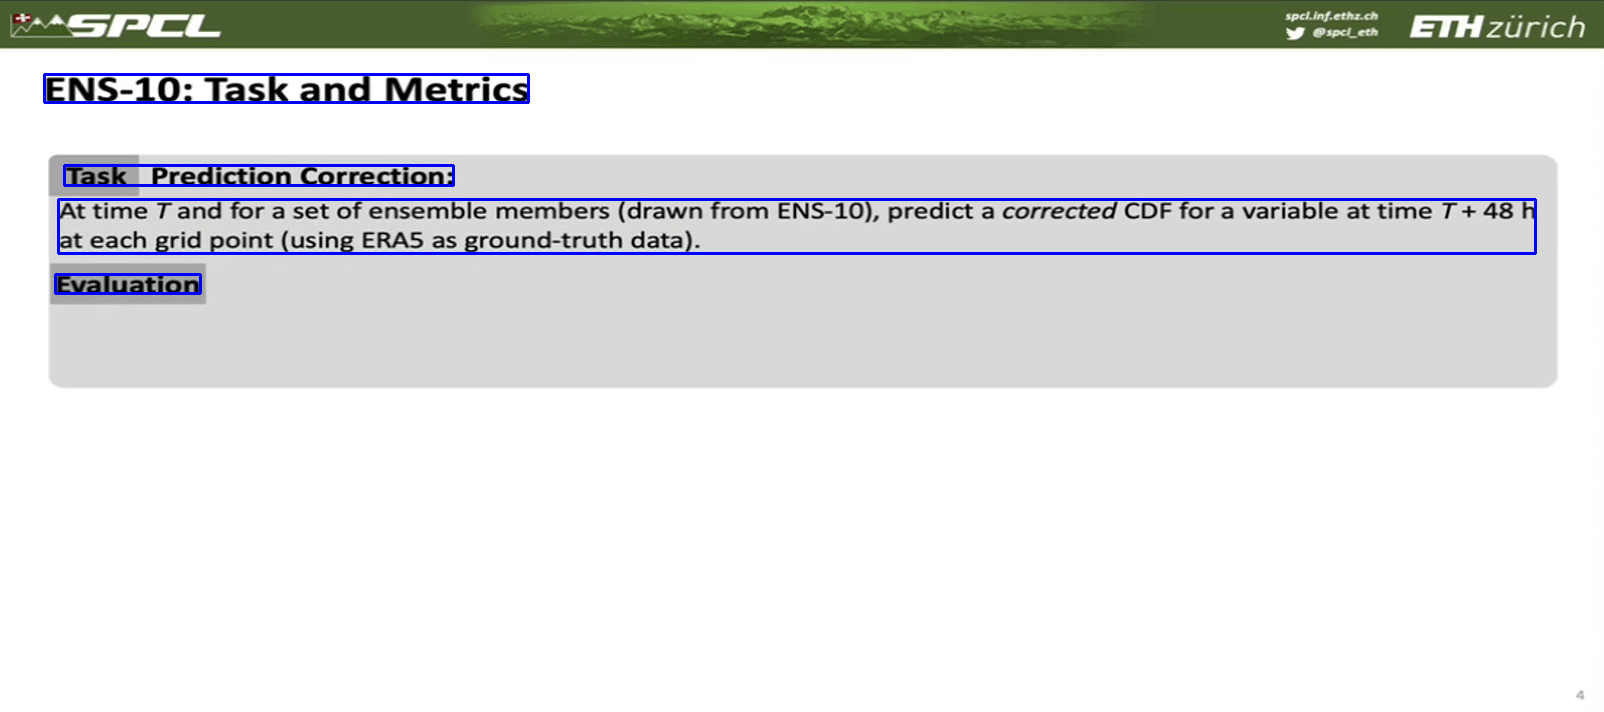 SPCL
spcl.inf.ethz.ch
@spcl_eth
ETH zürich
ENS-10: Task and Metrics
Task Prediction Correction:
At time T and for a set of ensemble members (drawn from ENS-10), predict a corrected CDF for a variable at time T + 48 h
at each grid point (using ERA5 as ground-truth data).
Evaluation
4